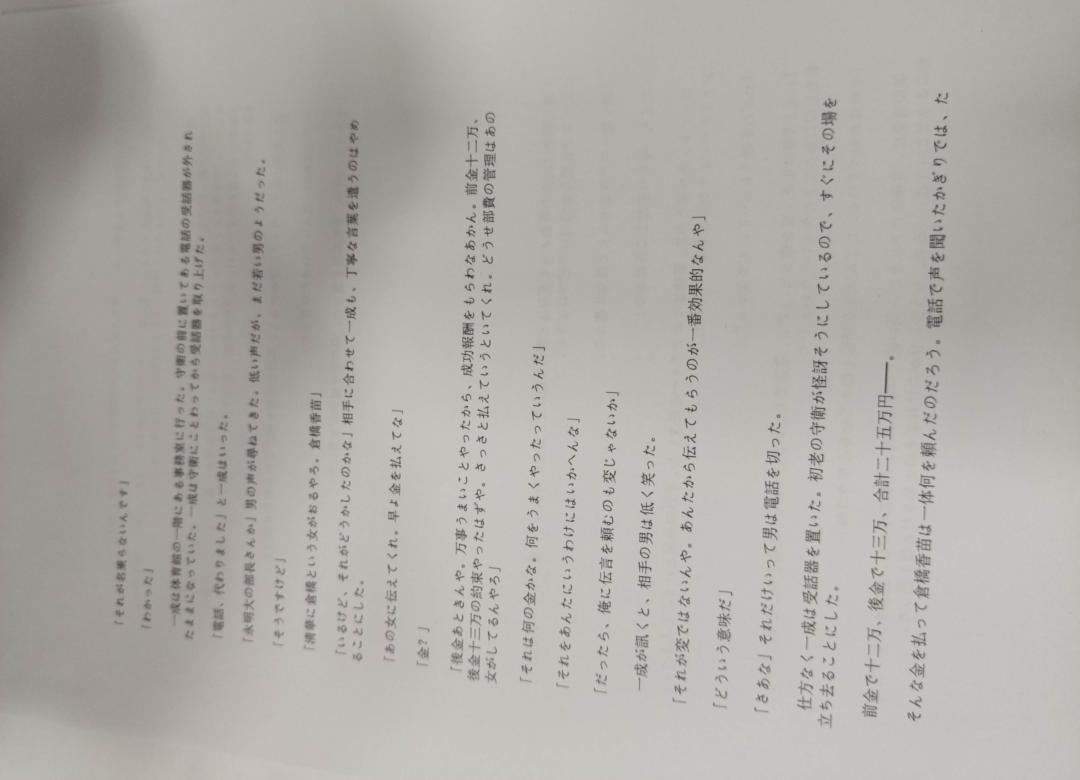 「それが名乗らないんです」
「わかった」
一成は体育館の一階にある事務室に行った。守衛の前に置いてある電話の受話器が外され
たままになっていた。一成は守衛にことわってから受話器を取り上げた。
「電話、代わりました」と一成はいった。
「永明大の部長さんか」男の声が尋ねてきた。低い声だが、まだ若い男のようだった。
「そうですけど」
「清華に倉橋という女がおるやろ。倉橋香苗」
「いるけど、それがどうかしたのかな」相手に合わせて一成も、丁寧な言葉を遣うのはやめ
ることにした。
「あの女に伝えてくれ。早よ金を払えてな」
「金?」
「後金あときんや。万事うまいことやったから、成功報酬をもらわなあかん。前金十二万、
後金十三万の約束やったはずや。さっさと払えていうといてくれ。どうせ部費の管理はあの
女がしてるんやろ」
「それは何の金かな。何をうまくやったっていうんだ」
「それをあんたにいうわけにはいかへんな」
「だったら、俺に伝言を頼むのも変じゃないか」
一成が訊くと、相手の男は低く笑った。
「それが変ではないんや。あんたから伝えてもらうのが一番効果的なんや」
「どういう意味だ」
「さあな」それだけいって男は電話を切った。
仕方なく一成は受話器を置いた。初老の守衛が怪訝そうにしているので、すぐにその場を
立ち去ることにした。
前金で十二万、後金で十三万、合計二十五万円――。
そんな金を払って倉橋香苗は一体何を頼んだのだろう。電話で声を聞いたかぎりでは、た